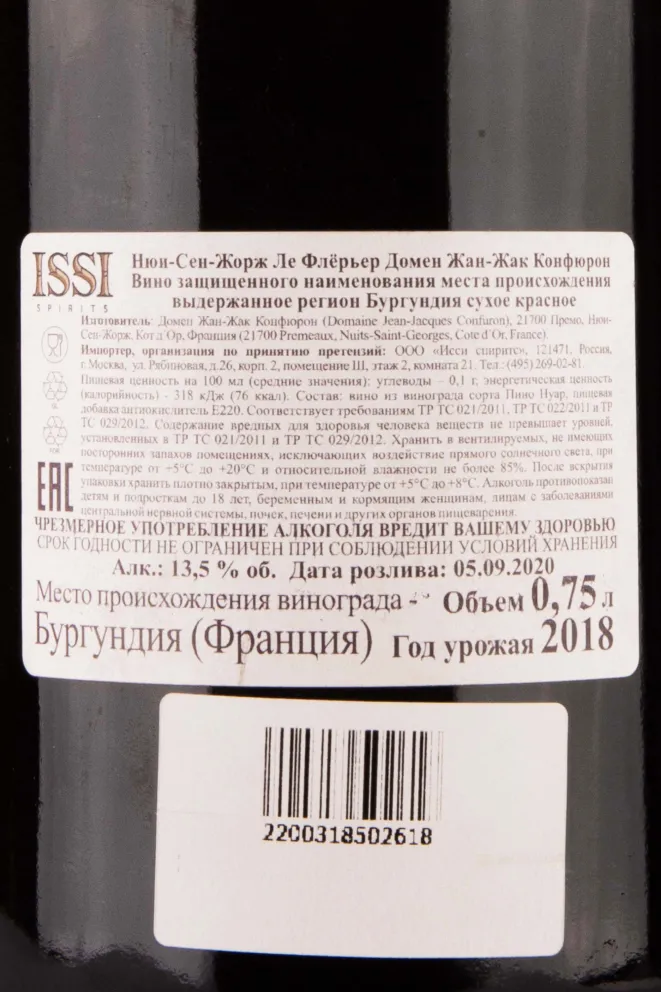 ISSI
SPIRITS
Нюи-Сен-Жорж Ле Флёрьер Домен Жан-Жак Конфюрон
Вино защищенного наименования места происхождения
выдержанное регион Бургундия сухое красное
Изготовитель: Домен Жан-Жак Конфюрон (Domaine Jean-Jacques Confuron), 21700 Премо, Нюи-
Сен-Жорж, Кот д'Ор, Франция (21700 Premeaux, Nuits-Saint-Georges, Cote d'Or, France).
Импортер, организация по принятию претензий: ООО «Исси спиритс», 121471, Россия,
г. Москва, ул. Рябиновая, д.26, корп. 2, помещение III, этаж 2, комната 21. Тел.: (495) 269-02-81.
Пищевая ценность на 100 мл (средние значения): углеводы – 0,1 г, энергетическая ценность
(калорийность) - 318 кДж (76 ккал). Состав: вино из винограда сорта Пино Нуар, пищевая
добавка антиокислитель Е220. Соответствует требованиям ТР ТС 021/2011, ТР ТС 022/2011 и ТР
ТС 029/2012. Содержание вредных для здоровья человека веществ не превышает уровней,
установленных в ТР ТС 021/2011 и ТР ТС 029/2012. Хранить в вентилируемых, не имеющих
посторонних запахов помещениях, исключающих воздействие прямого солнечного света, при
температуре от +5°С до +20°С и относительной влажности не более 85%. После вскрытия
упаковки хранить плотно закрытым, при температуре от +5°С до +8°С. Алкоголь противопоказан
детям и подросткам до 18 лет, беременным и кормящим женщинам, лицам с заболеваниями
центральной нервной системы, почек, печени и других органов пищеварения.
EAC
ЧРЕЗМЕРНОЕ УПОТРЕБЛЕНИЕ АЛКОГОЛЯ ВРЕДИТ ВАШЕМУ ЗДОРОВЬЮ
СРОК ГОДНОСТИ НЕ ОГРАНИЧЕН ПРИ СОБЛЮДЕНИИ УСЛОВИЙ ХРАНЕНИЯ
Алк.: 13,5 % об. Дата розлива: 05.09.2020
Место происхождения винограда - Объем 0,75 л
Бургундия (Франция) Год урожая 2018
2200318502618